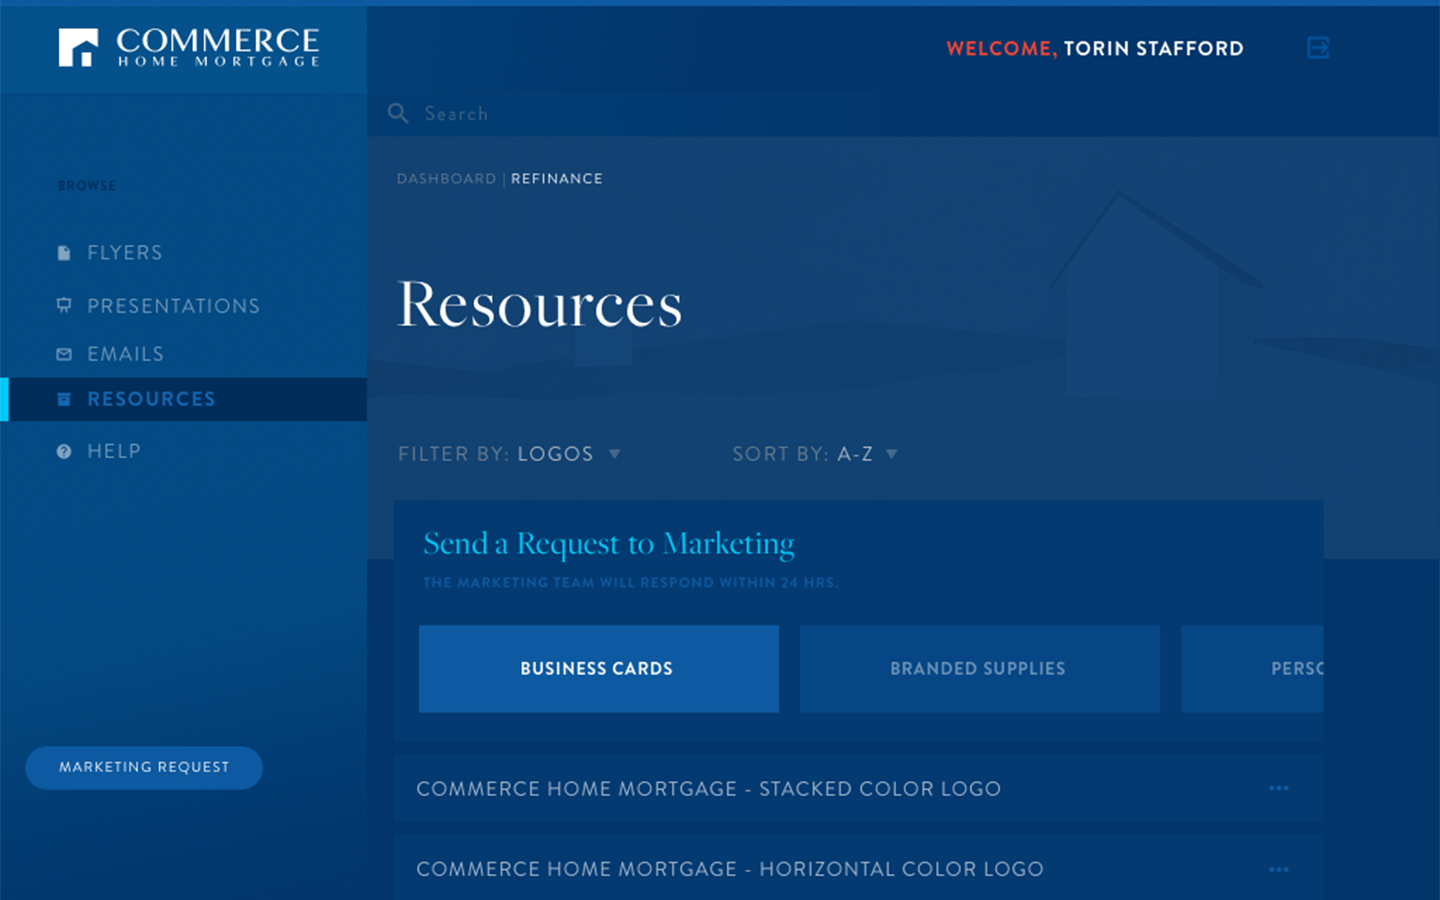 COMMERCE
HOME MORTGAGE
WELCOME, TORIN STAFFORD
Search
BROWSE
FLYERS
PRESENTATIONS
EMAILS
RESOURCES
HELP
MARKETING REQUEST
DASHBOARD | REFINANCE
Resources
FILTER BY: LOGOS
SORT BY: A-Z
Send a Request to Marketing
THE MARKETING TEAM WILL RESPOND WITHIN 24 HRS.
BUSINESS CARDS
BRANDED SUPPLIES
PERSO
COMMERCE HOME MORTGAGE - STACKED COLOR LOGO
COMMERCE HOME MORTGAGE - HORIZONTAL COLOR LOGO